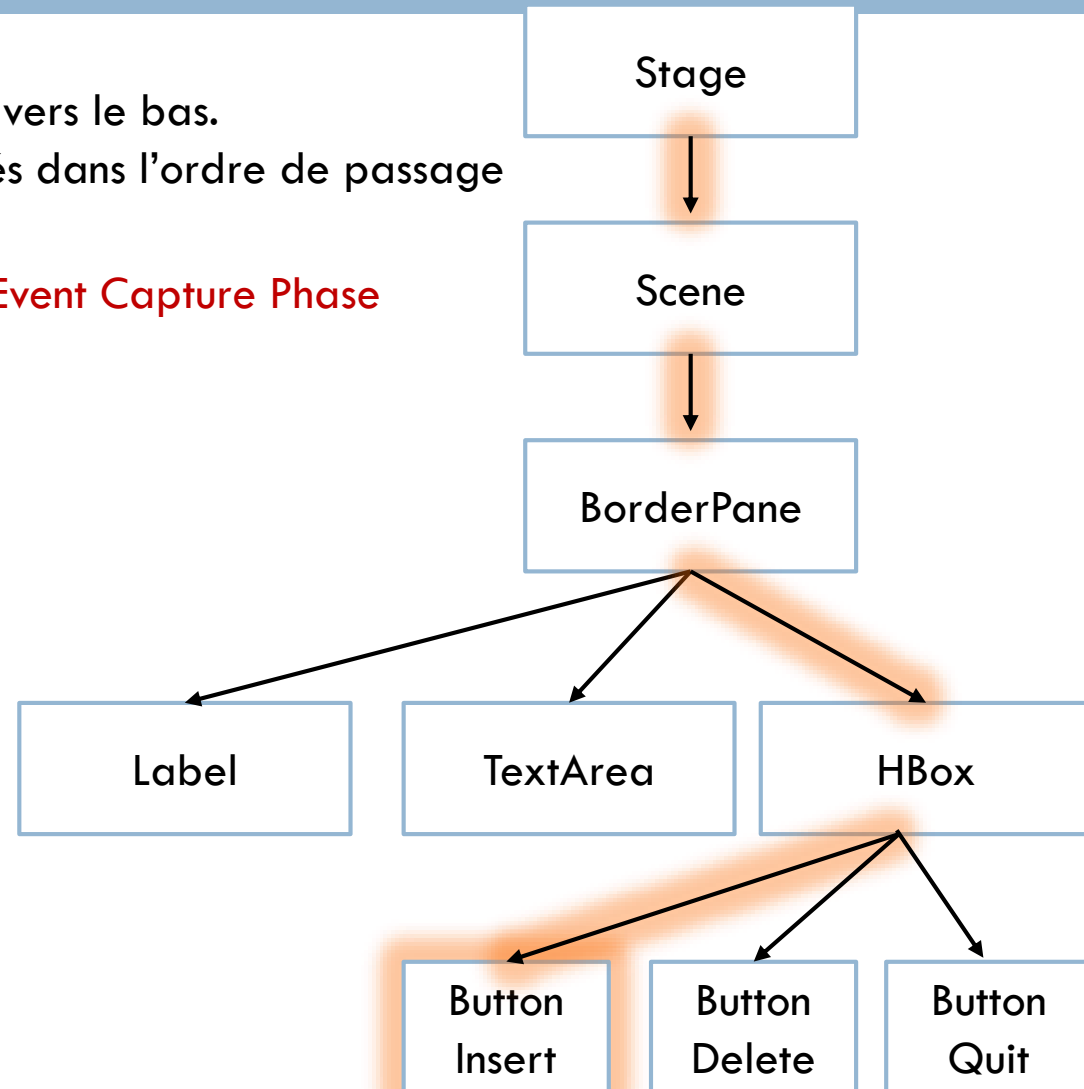 Stage
vers le bas.
és dans l'ordre de passage
Event Capture Phase
Scene
BorderPane
Label
TextArea
HBox
Button
Insert
Button
Delete
Button
Quit